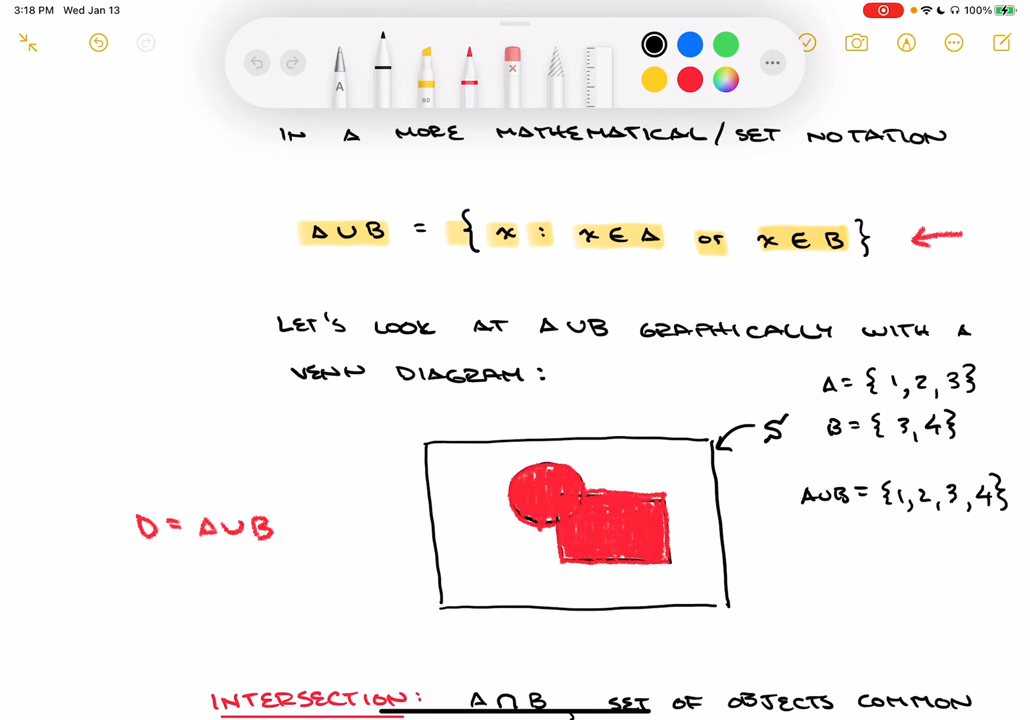 3:18 PM Wed Jan 13
100%
A
80
IN A MORE MATHEMATICAL/SET NOTATION
A∪B = { x : x ∈ A or x ∈ B }
LET'S LOOK AT A∪B GRAPHICALLY WITH A
VENN DIAGRAM:
A = { 1, 2, 3}
B = { 3, 4}
S
A∪B = {1, 2, 3, 4}
D = A∪B
INTERSECTION: A∩B, SET OF OBJECTS COMMON